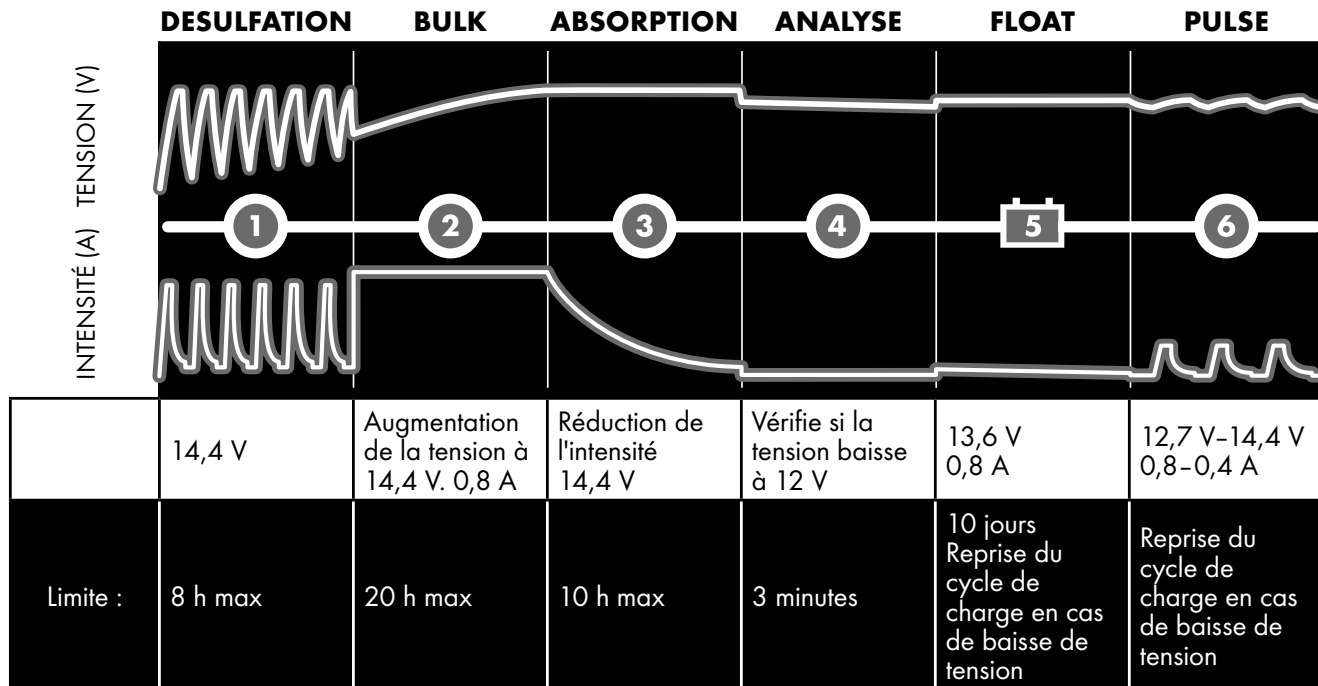 DESULFATION BULK ABSORPTION ANALYSE FLOAT PULSE
TENSION (V)
INTENSITÉ (A)
1 2 3 4 5 6
14,4 V
Augmentation
de la tension à
14,4 V. 0,8 A
Réduction de
l'intensité
14,4 V
Vérifie si la
tension baisse
à 12 V
13,6 V
0,8 A
12,7 V–14,4 V
0,8–0,4 A
Limite :
8 h max
20 h max
10 h max
3 minutes
10 jours
Reprise du
cycle de
charge en cas
de baisse de
tension
Reprise du
cycle de
charge en cas
de baisse de
tension